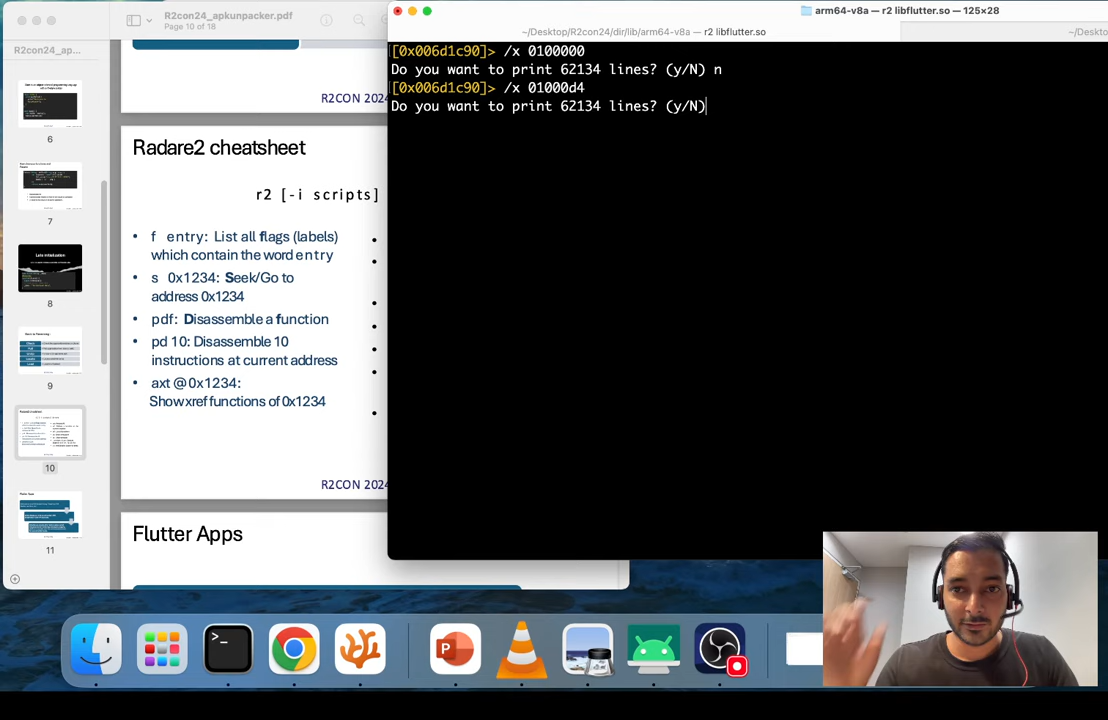 R2con24_apkunpacker.pdf
Page 10 of 18
R2con24_ap...
6
7
8
9
10
11
R2CON 2024
Radare2 cheatsheet
r2 [-i scripts]
• f entry: List all flags (labels)
which contain the word entry
• s 0x1234: Seek/Go to
address 0x1234
• pdf: Disassemble a function
• pd 10: Disassemble 10
instructions at current address
• axt @0x1234:
Show xref functions of 0x1234
R2CON 2024
Flutter Apps
arm64-v8a — r2 libflutter.so — 125×28
~/Desktop/R2con24/dir/lib/arm64-v8a — r2 libflutter.so
~/Deskto
[0x006d1c90]> /x 0100000
Do you want to print 62134 lines? (y/N) n
[0x006d1c90]> /x 01000d4
Do you want to print 62134 lines? (y/N)